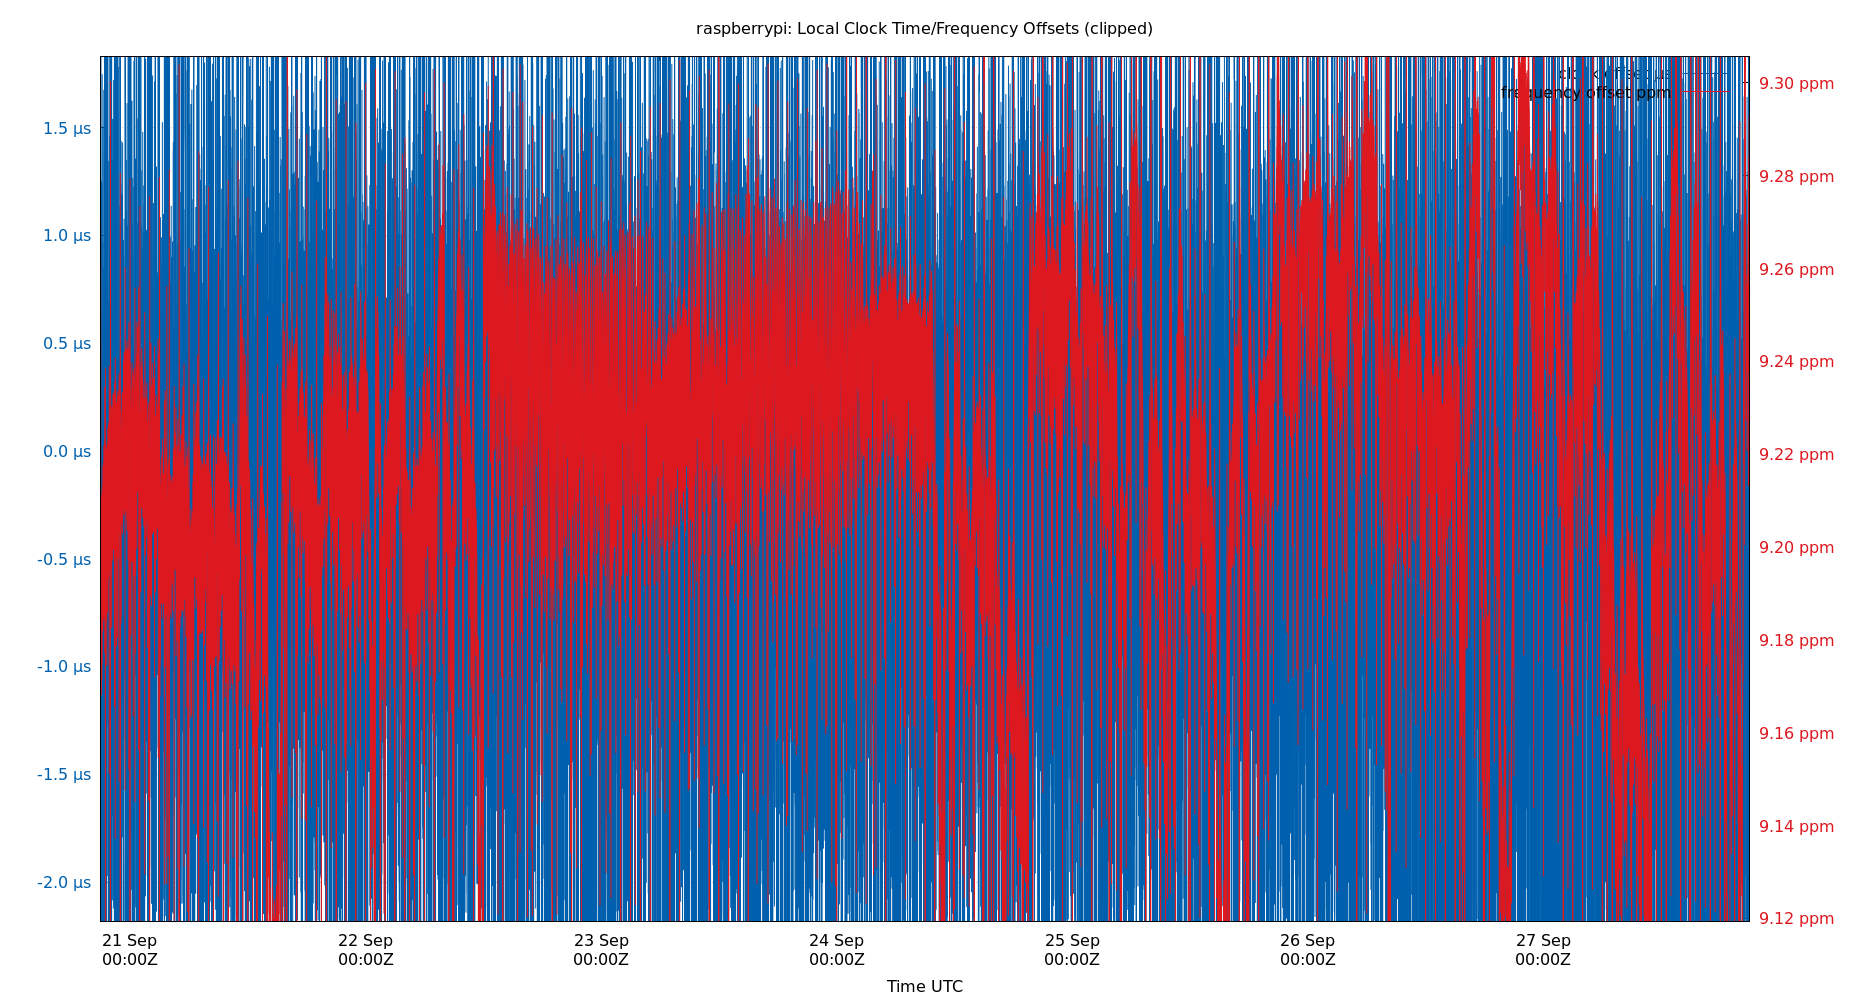 raspberrypi: Local Clock Time/Frequency Offsets (clipped)
clock offset µs
frequency offset ppm
1.5 µs
1.0 µs
0.5 µs
0.0 µs
-0.5 µs
-1.0 µs
-1.5 µs
-2.0 µs
9.30 ppm
9.28 ppm
9.26 ppm
9.24 ppm
9.22 ppm
9.20 ppm
9.18 ppm
9.16 ppm
9.14 ppm
9.12 ppm
21 Sep
00:00Z
22 Sep
00:00Z
23 Sep
00:00Z
24 Sep
00:00Z
25 Sep
00:00Z
26 Sep
00:00Z
27 Sep
00:00Z
Time UTC